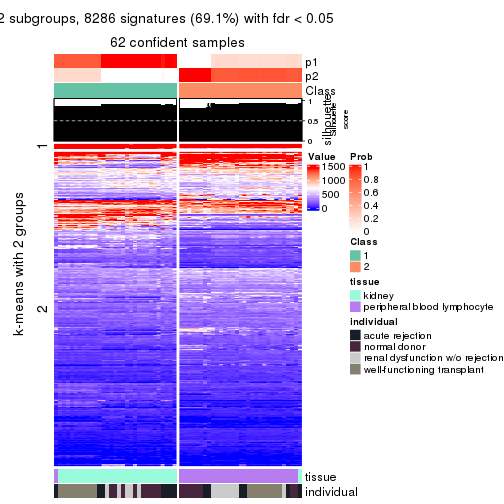 2 subgroups, 8286 signatures (69.1%) with fdr < 0.05
62 confident samples
p1
p2
Class
1
0.5
0
silhouette
score
k-means with 2 groups
1
2
Value
1500
1000
500
0
Prob
1
0.8
0.6
0.4
0.2
0
Class
1
2
tissue
kidney
peripheral blood lymphocyte
individual
acute rejection
normal donor
renal dysfunction w/o rejection
well-functioning transplant
tissue
individual